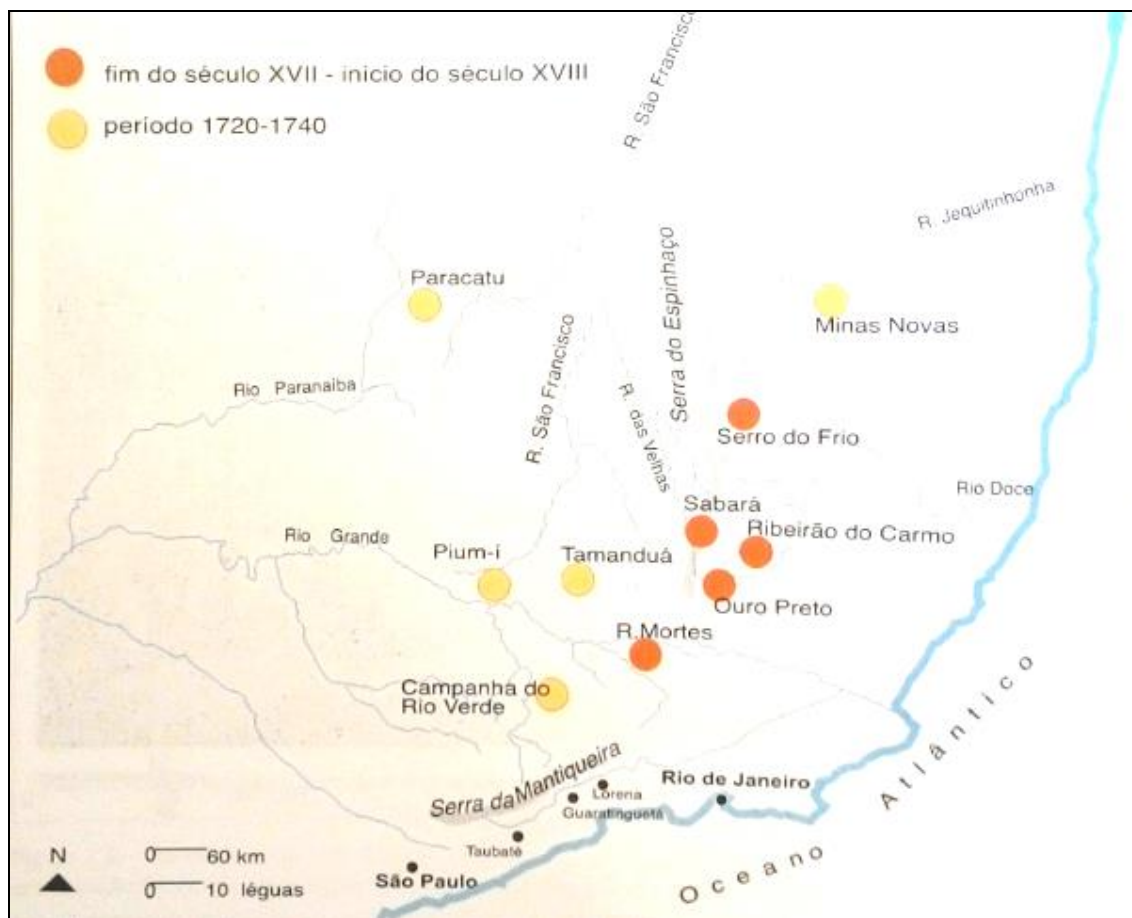 fim do século XVII - início do século XVIII
período 1720-1740
R. São Francisco
R. Jequitinhonha
Paracatu
Minas Novas
Serra do Espinhaço
R. São Francisco
Rio Paranaiba
R. das Velhas
Serro do Frio
Rio Doce
Sabará
Ribeirão do Carmo
Rio Grande
Pium-i
Tamanduá
Ouro Preto
R.Mortes
Campanha do
Rio Verde
Serra da Mantiqueira
Rio de Janeiro
Lorena
Guaratinguetá
Taubaté
São Paulo
Oceano Atlântico
N
0 60 km
0 10 léguas